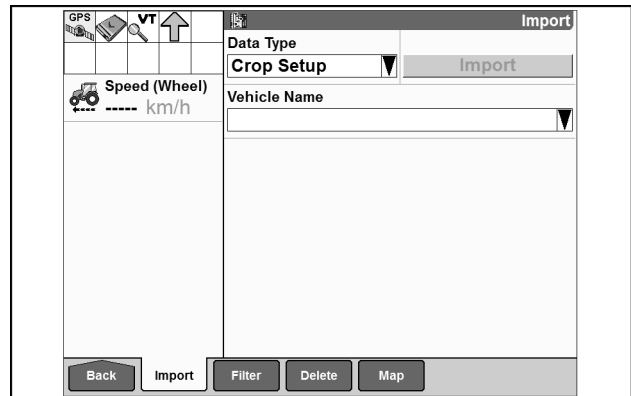 GPS
VT
Import
Data Type
Crop Setup
Import
Speed (Wheel)
----- km/h
Vehicle Name
Back
Import
Filter
Delete
Map